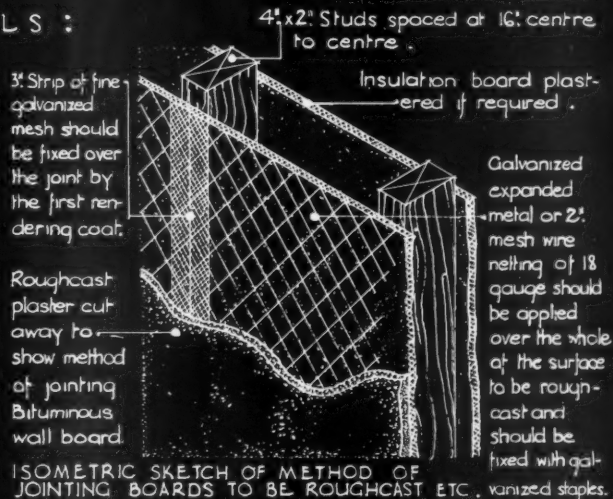 LS :
4" x 2" Studs spaced at 16" centre
to centre .
3" Strip of fine
galvanized
mesh should
be fixed over
the joint by
the first ren-
dering coat.
Insulation board plast-
ered if required .
Galvanized
expanded
metal or 2"
mesh wire
netting of 18
gauge should
be applied
over the whole
of the surface
to be rough-
cast and
should be
fixed with gal-
vanized staples.
Roughcast
plaster cut
away to
show method
of jointing
Bituminous
wall board.
ISOMETRIC SKETCH OF METHOD OF
JOINTING BOARDS TO BE ROUGHCAST ETC.